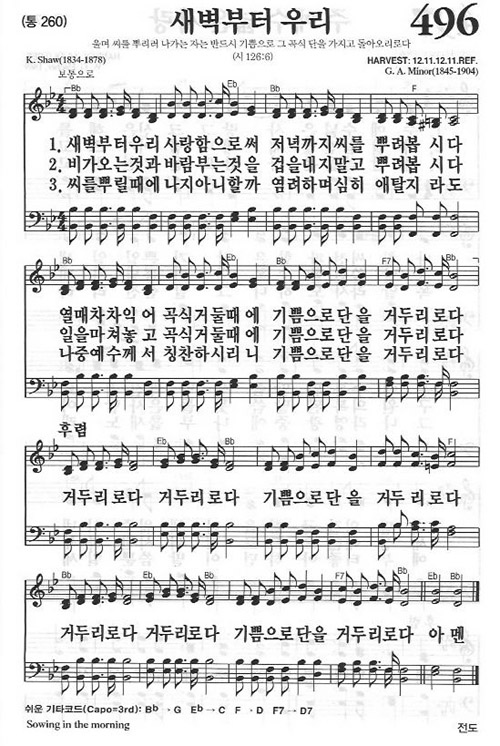 (통 260)
새벽부터 우리
496
울며 씨를 뿌리러 나가는 자는 반드시 기쁨으로 그 곡식 단을 가지고 돌아오리로다
(시 126:6)
K. Shaw(1834-1878)
HARVEST: 12.11.12.11.REF.
G. A. Minor(1845-1904)
보통으로
Bb Eb Bb F
1. 새벽부터우리 사랑함으로써 저녁까지씨를 뿌려봅 시다
2. 비가오는것과 바람부는것을 겁을내지말고 뿌려봅 시다
3. 씨를뿌릴때에 나지아니할까 염려하며심히 애탈지 라도
Bb Eb Bb F7 Bb
열매차차익 어 곡식거둘때 에 기쁨으로단 을 거두리로다
일을마쳐놓 고 곡식거둘때 에 기쁨으로단 을 거두리로다
나중예수께 서 칭찬하시리 니 기쁨으로단 을 거두리로다
후렴
Bb Eb Bb F
거두리로다 거두리로다 기쁨으로단 을 거두 리로다
Bb Eb Bb F7 Bb Eb Bb
거두리로다 거두리로다 기쁨으로단을 거두리로다 아 멘
쉬운 기타코드(Capo=3rd): Bb → G Eb → C F → D F7 → D7
Sowing in the morning
전도